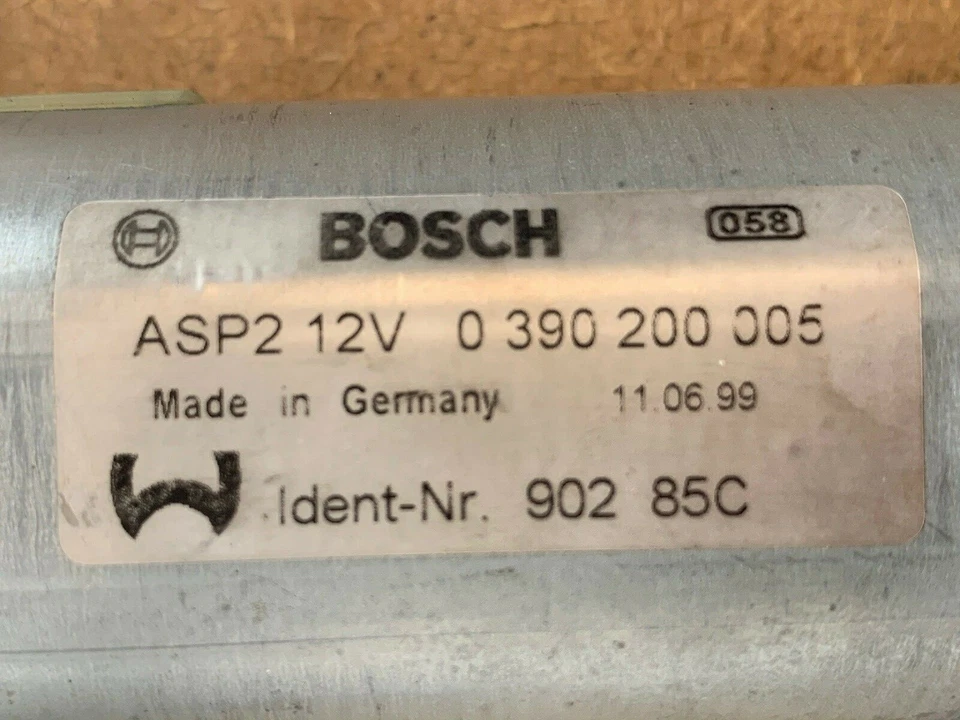 BOSCH 058
ASP2 12V 0 390 200 005
Made in Germany 11.06.99
Ident-Nr. 902 85C